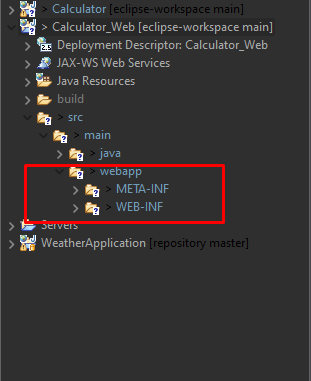 > Calculator [eclipse-workspace main]
> Calculator_Web [eclipse-workspace main]
Deployment Descriptor: Calculator_Web
JAX-WS Web Services
> Java Resources
build
> src
> main
> java
> webapp
> META-INF
> WEB-INF
Servers
> WeatherApplication [repository master]